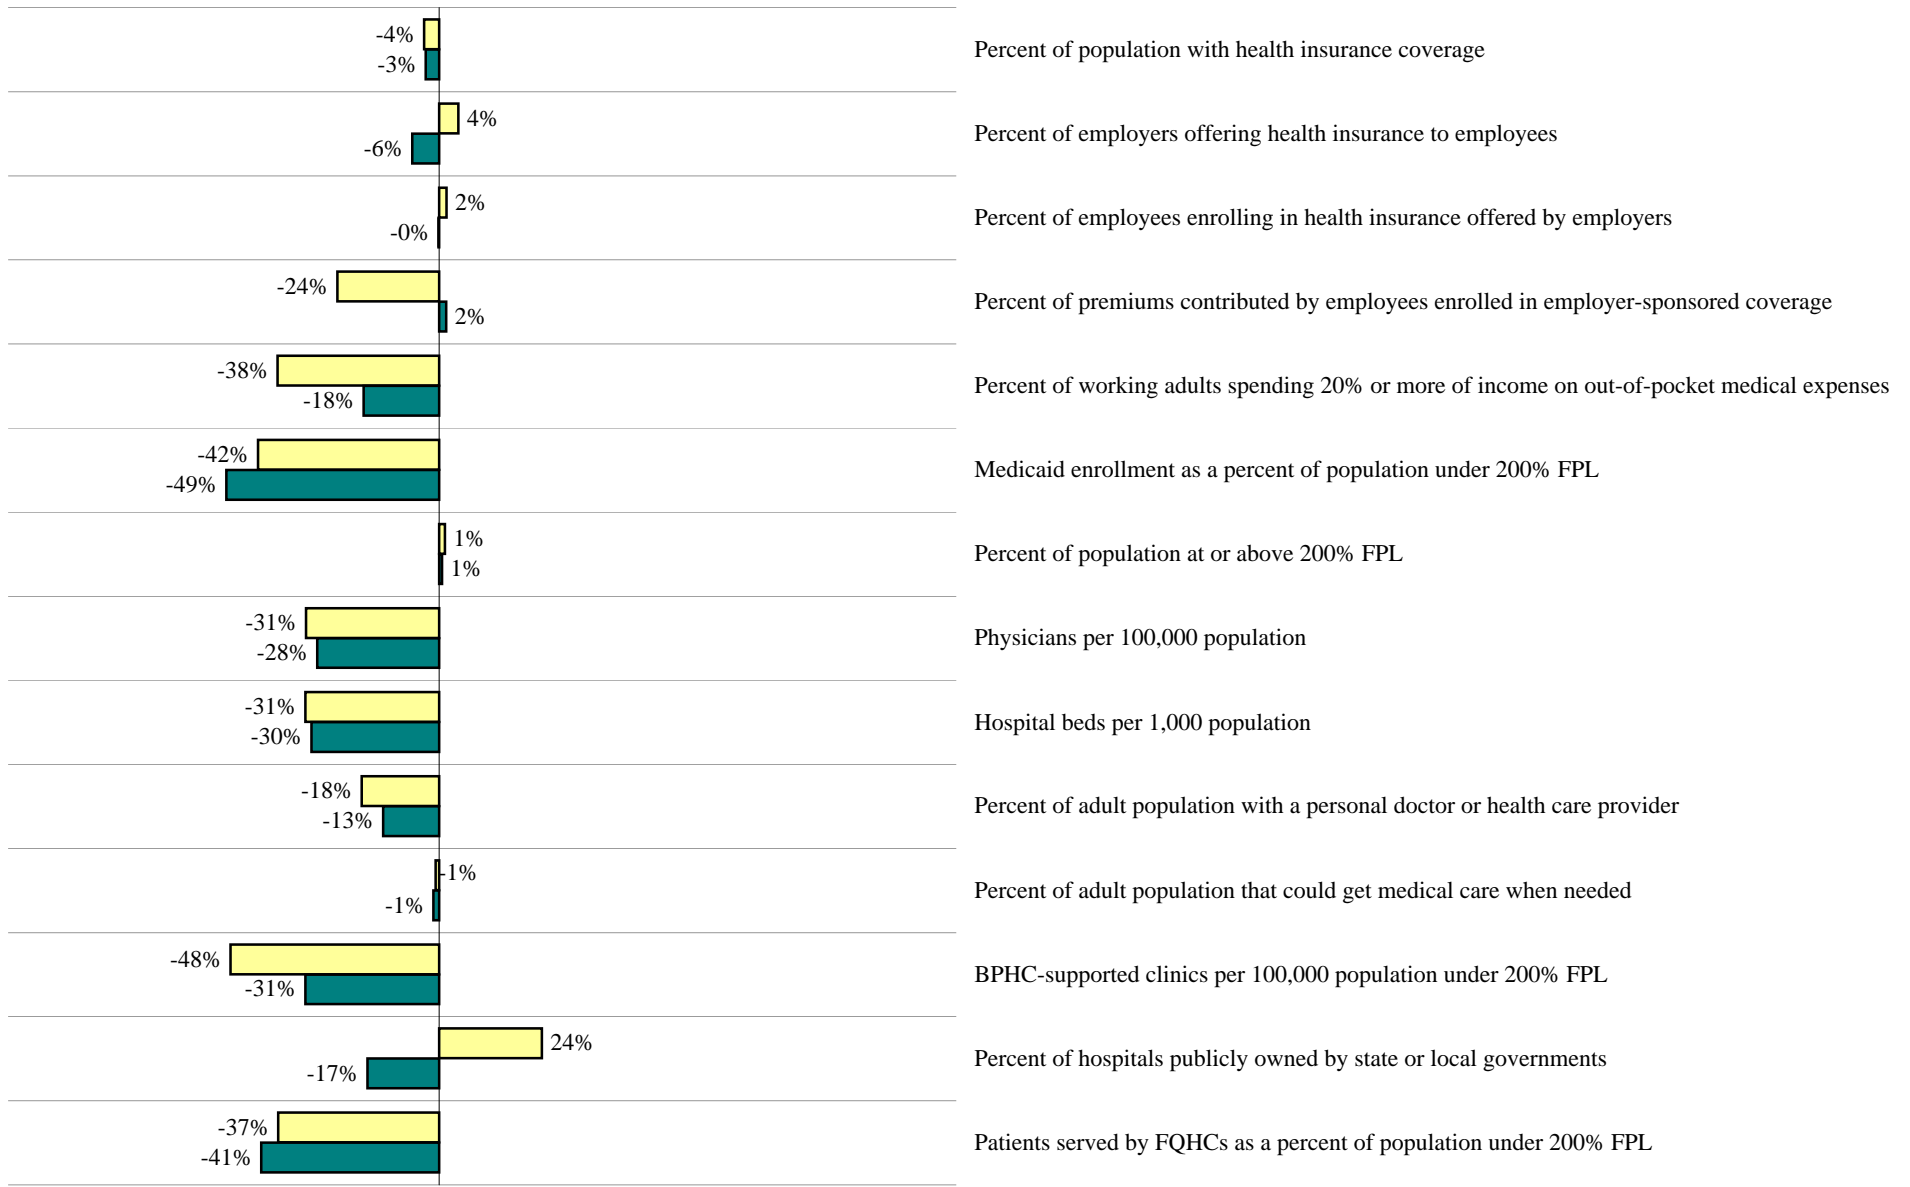 -4%
-3%
Percent of population with health insurance coverage
4%
-6%
Percent of employers offering health insurance to employees
2%
-0%
Percent of employees enrolling in health insurance offered by employers
-24%
2%
Percent of premiums contributed by employees enrolled in employer-sponsored coverage
-38%
-18%
Percent of working adults spending 20% or more of income on out-of-pocket medical expenses
-42%
-49%
Medicaid enrollment as a percent of population under 200% FPL
1%
1%
Percent of population at or above 200% FPL
-31%
-28%
Physicians per 100,000 population
-31%
-30%
Hospital beds per 1,000 population
-18%
-13%
Percent of adult population with a personal doctor or health care provider
-1%
-1%
Percent of adult population that could get medical care when needed
-48%
-31%
BPHC-supported clinics per 100,000 population under 200% FPL
24%
-17%
Percent of hospitals publicly owned by state or local governments
-37%
-41%
Patients served by FQHCs as a percent of population under 200% FPL